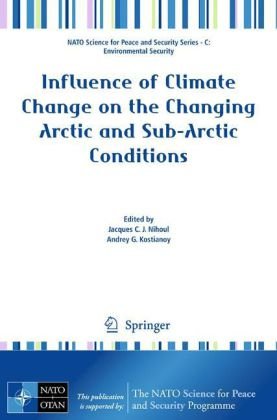 NATO Science for Peace and Security Series - C:
Environmental Security
Influence of Climate
Change on the Changing
Arctic and Sub-Arctic
Conditions
Edited by
Jacques C. J. Nihoul
Andrey G. Kostianoy
Springer
NATO
OTAN
This publication
is supported by:
The NATO Science for Peace
and Security Programme